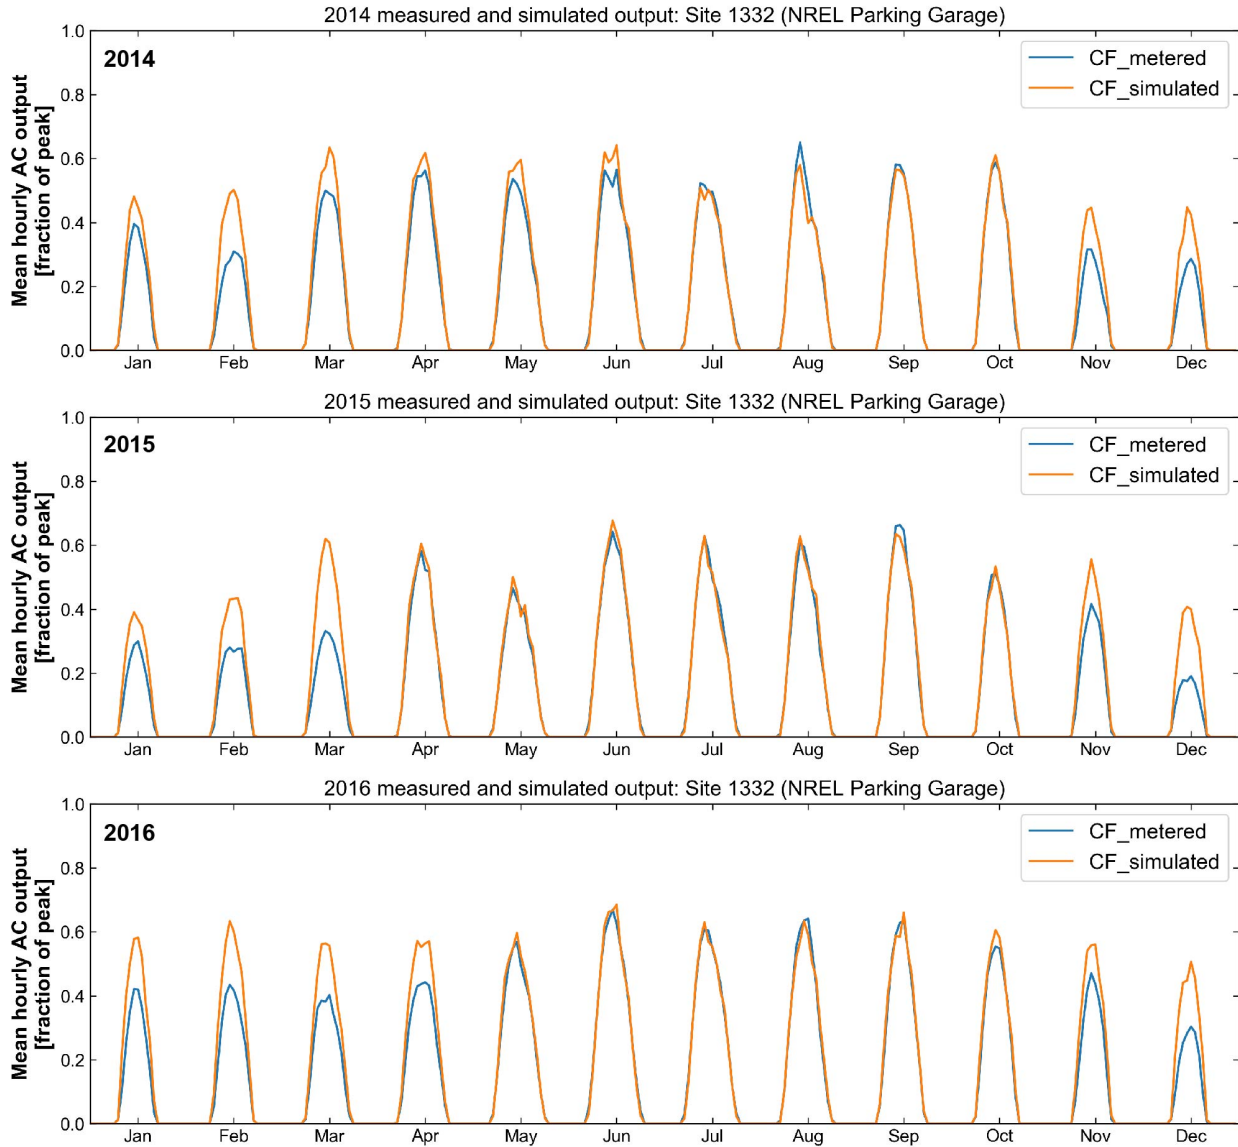 2014 measured and simulated output: Site 1332 (NREL Parking Garage)
2014
CF_metered
CF_simulated
Mean hourly AC output
[fraction of peak]
1.0
0.8
0.6
0.4
0.2
0.0
Jan Feb Mar Apr May Jun Jul Aug Sep Oct Nov Dec
2015 measured and simulated output: Site 1332 (NREL Parking Garage)
2015
CF_metered
CF_simulated
Mean hourly AC output
[fraction of peak]
1.0
0.8
0.6
0.4
0.2
0.0
Jan Feb Mar Apr May Jun Jul Aug Sep Oct Nov Dec
2016 measured and simulated output: Site 1332 (NREL Parking Garage)
2016
CF_metered
CF_simulated
Mean hourly AC output
[fraction of peak]
1.0
0.8
0.6
0.4
0.2
0.0
Jan Feb Mar Apr May Jun Jul Aug Sep Oct Nov Dec